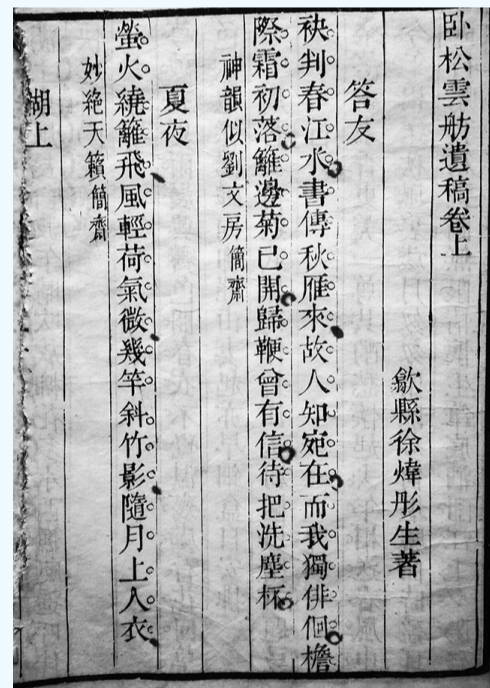 卧松雲舫遺稿卷上
歙縣徐煒彤生著
答友
袂判春江水書傳秋雁來故人知宛在而我獨俳徊檐
際霜初落籬邊菊已開歸鞭曾有信待把洗塵杯
神韻似劉文房簡齋
夏夜
螢火繞籬飛風輕荷氣微幾竿斜竹影隨月上人衣
妙絶天籟簡齋
湖上